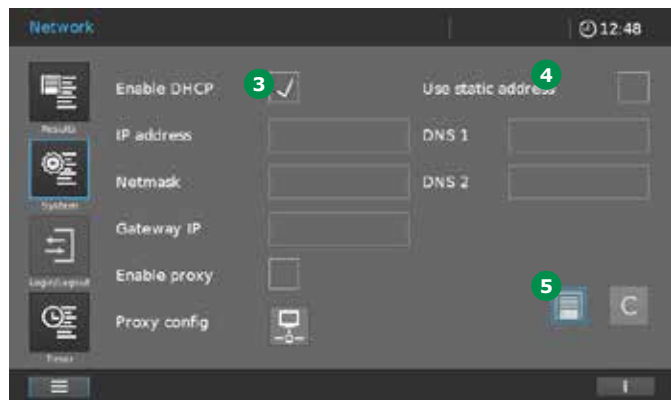 Network
12:48
Enable DHCP
3
Use static address
4
Results
IP address
DNS 1
Netmask
DNS 2
System
Gateway IP
Enable proxy
Login/Logout
5
C
Proxy config
Timer